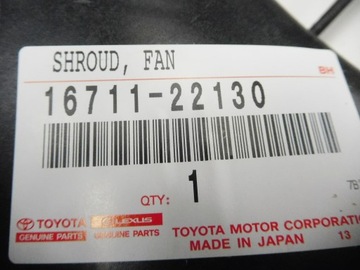 SHROUD, FAN
BH
16711-22130
QTY: 1
TOYOTA LEXUS
GENUINE PARTS GENUINE PARTS
TOYOTA MOTOR CORPORATI
MADE IN JAPAN 13